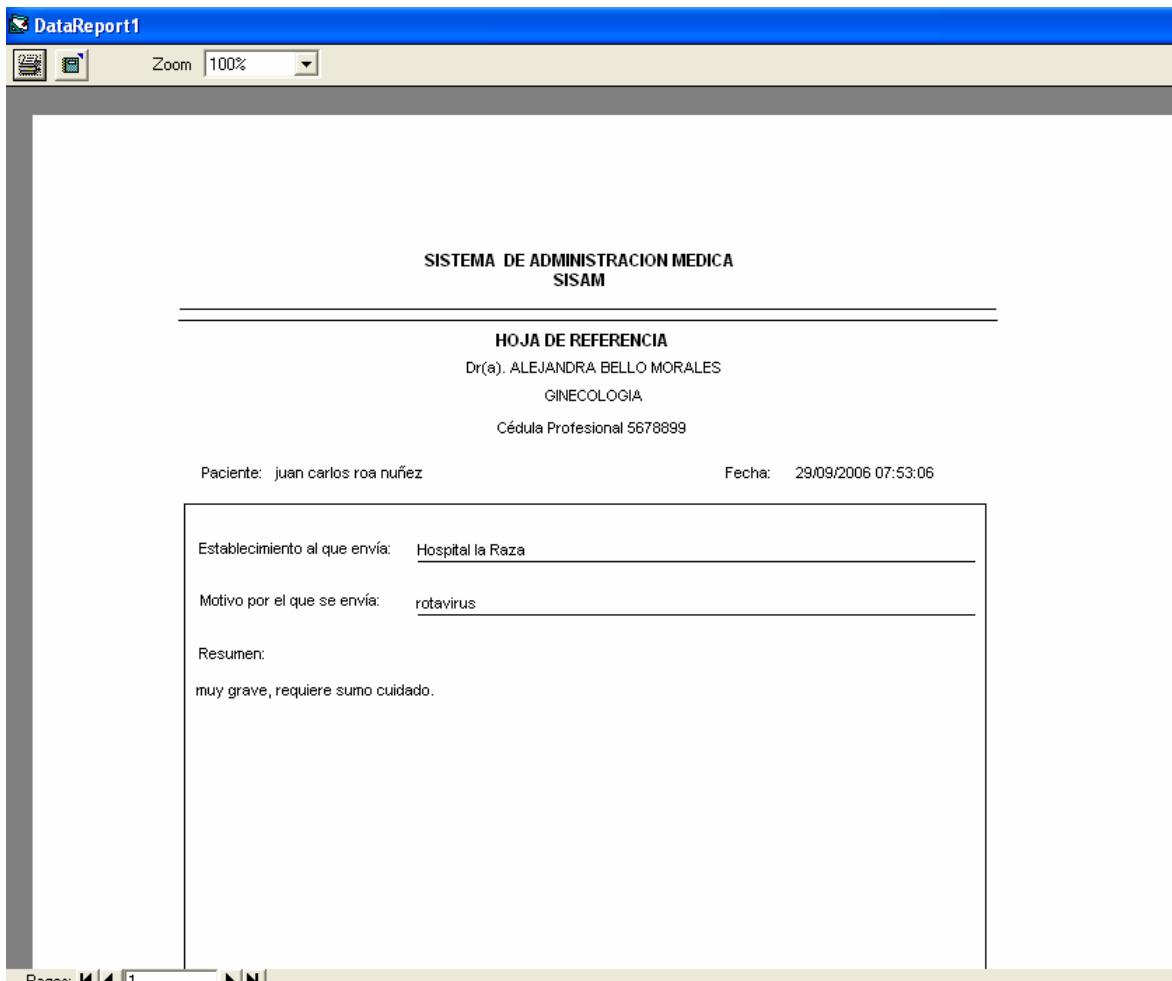 DataReport1
Zoom 100%
SISTEMA DE ADMINISTRACION MEDICA
SISAM
HOJA DE REFERENCIA
Dr(a). ALEJANDRA BELLO MORALES
GINECOLOGIA
Cédula Profesional 5678899
Paciente: juan carlos roa nuñez Fecha: 29/09/2006 07:53:06
Establecimiento al que envía: Hospital la Raza
Motivo por el que se envía: rotavirus
Resumen:
muy grave, requiere sumo cuidado.
Pages: 1